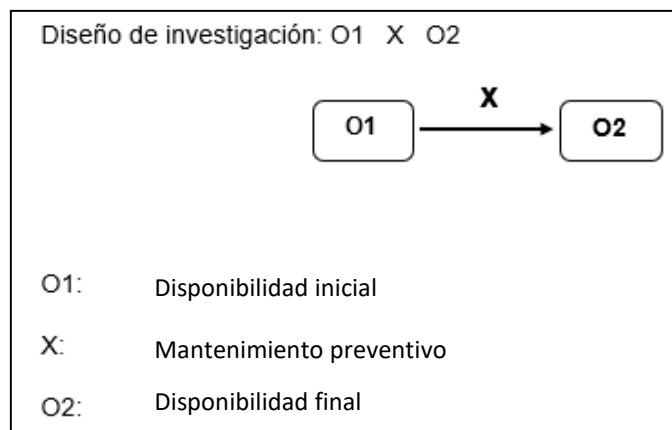 Diseño de investigación: O1 X O2
X
O1
O2
O1: Disponibilidad inicial
X: Mantenimiento preventivo
O2: Disponibilidad final